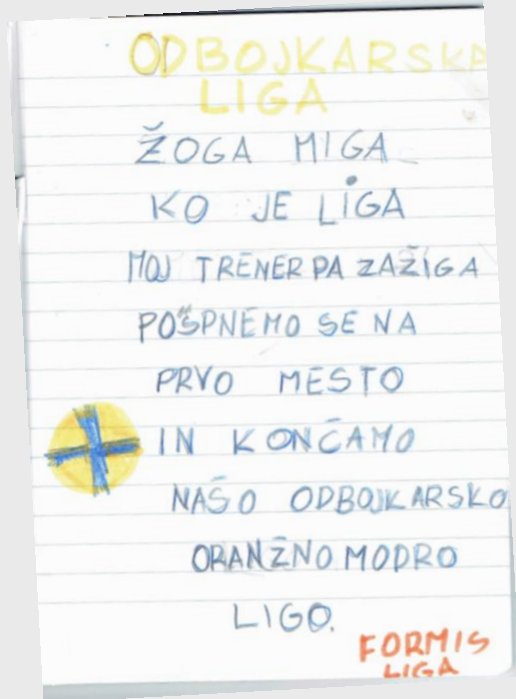 ODBOJKARSKA
LIGA
ŽOGA MIGA
KO JE LIGA
MOJ TRENER PA ZAŽIGA
POŠPNEMO SE NA
PRVO MESTO
IN KONČAMO
NAŠO ODBOJKARSKO
ORANŽNO MODRO
LIGO.
FORMIS
LIGA